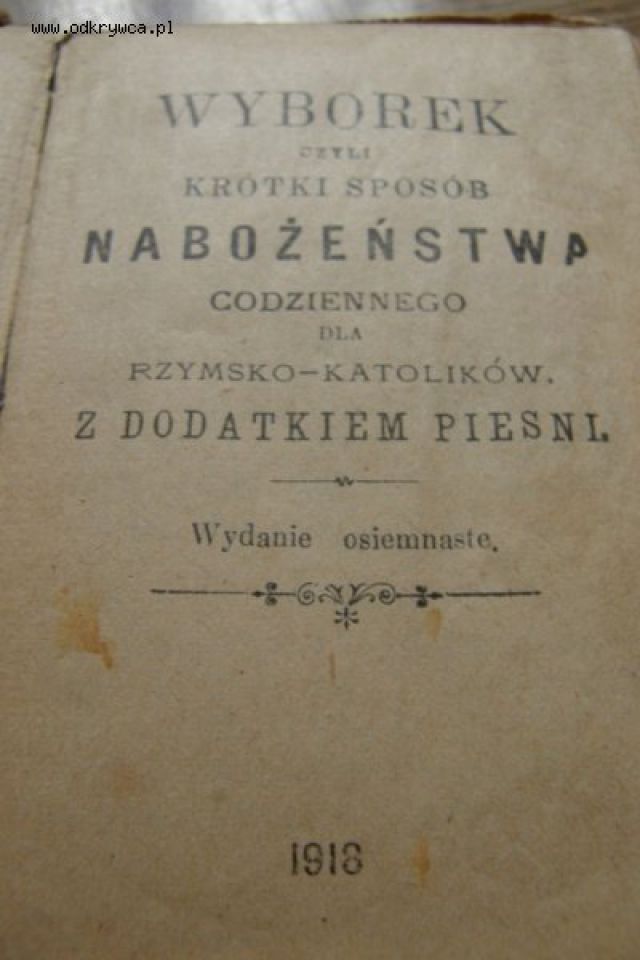 www.odkrywca.pl
WYBOREK
CZYLI
KRÓTKI SPOSÓB
NABOŻEŃSTWA
CODZIENNEGO
DLA
RZYMSKO-KATOLIKÓW.
Z DODATKIEM PIESNI.
Wydanie osiemnaste.
1918